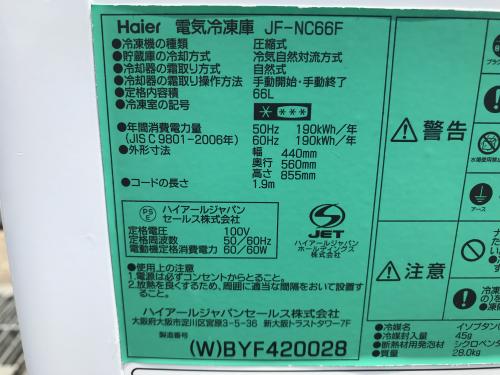 Haier 電気冷凍庫 JF-NC66F
●冷凍機の種類 圧縮式
●貯蔵庫の冷却方式 冷気自然対流方式
●冷却器の霜取り方式 自然式
●冷却器の霜取り操作方法 手動開始・手動終了
●定格内容積 66L
●冷凍室の記号 * ***
●年間消費電力量 50Hz 190kWh/年
(JIS C 9801-2006年) 60Hz 190kWh/年
●外形寸法 幅 440mm
奥行 560mm
高さ 855mm
●コードの長さ 1.9m
PS
E
ハイアールジャパン
セールス株式会社
定格電圧 100V
定格周波数 50/60Hz
電動機定格消費電力 60/60W
S
JET
ハイアールジャパン
ホールディングス
株式会社
●使用上の注意
1.電源は必ずコンセントからとること。
2.放熱を良くするため、周囲に適当な間隔をおいて設置す
ること。
ハイアールジャパンセールス株式会社
大阪府大阪市淀川区宮原3-5-36 新大阪トラストタワー7F
製造番号
(W)BYF420028
警告
アース
注意
●冷媒名 イソブタン(
●冷媒封入量 45g
●断熱材用発泡材 シクロペンタ
●質量 28.0kg